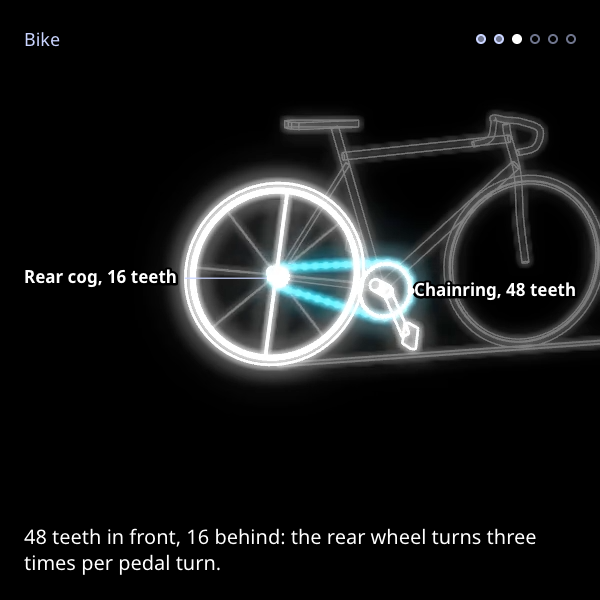 Bike
Rear cog, 16 teeth
Chainring, 48 teeth
48 teeth in front, 16 behind: the rear wheel turns three
times per pedal turn.